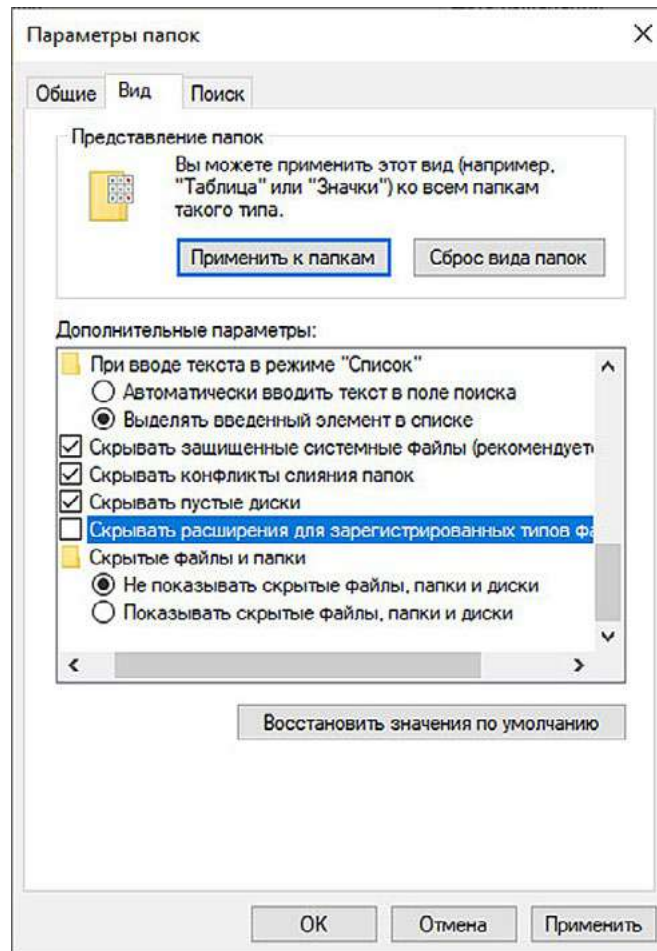 Параметры папок
Общие
Вид
Поиск
Представление папок
Вы можете применить этот вид (например,
"Таблица" или "Значки") ко всем папкам
такого типа.
Применить к папкам
Сброс вида папок
Дополнительные параметры:
При вводе текста в режиме "Список"
Автоматически вводить текст в поле поиска
Выделять введенный элемент в списке
Скрывать защищенные системные файлы (рекомендует
Скрывать конфликты слияния папок
Скрывать пустые диски
Скрывать расширения для зарегистрированных типов фа
Скрытые файлы и папки
Не показывать скрытые файлы, папки и диски
Показывать скрытые файлы, папки и диски
Восстановить значения по умолчанию
OK
Отмена
Применить